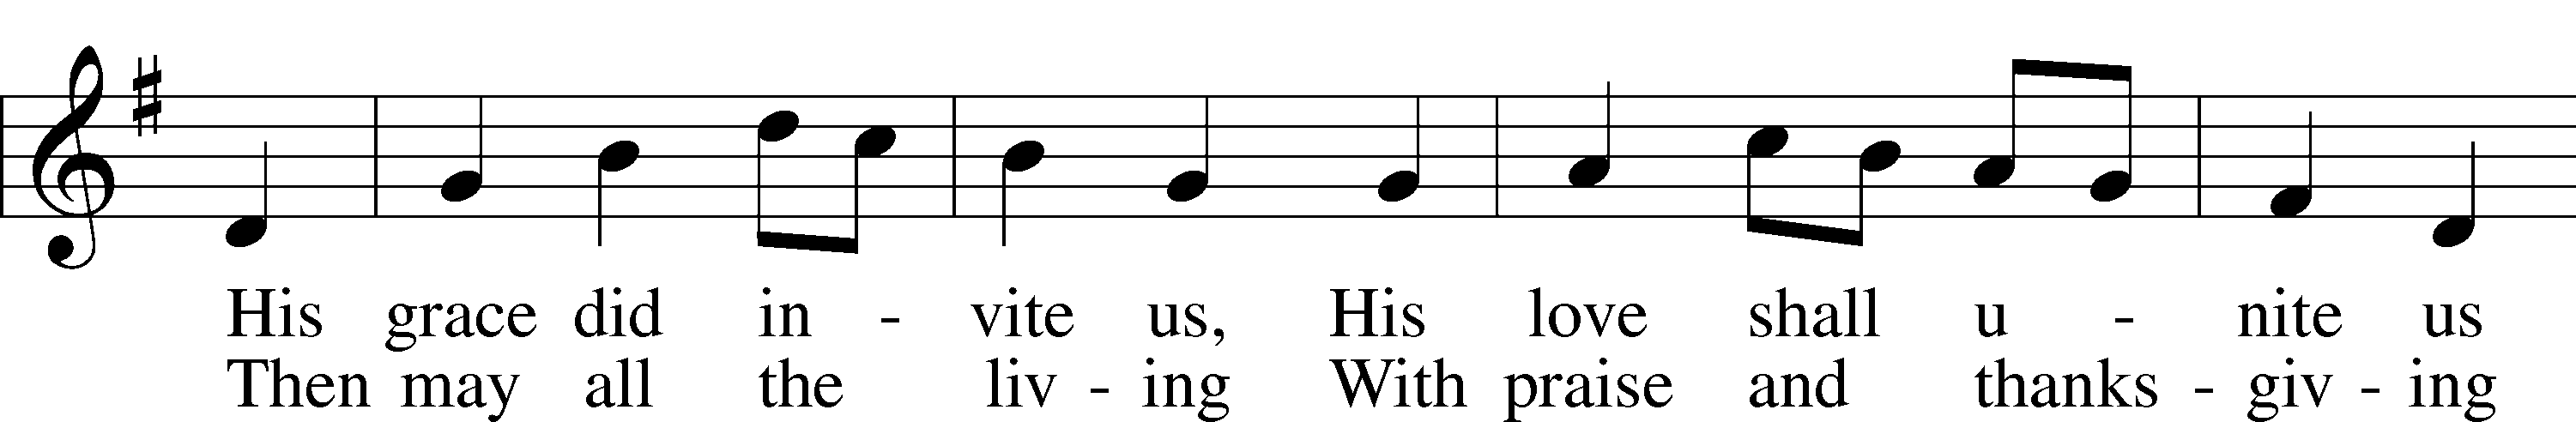 His grace did in - vite us, His love shall u - nite us
Then may all the liv - ing With praise and thanks - giv - ing